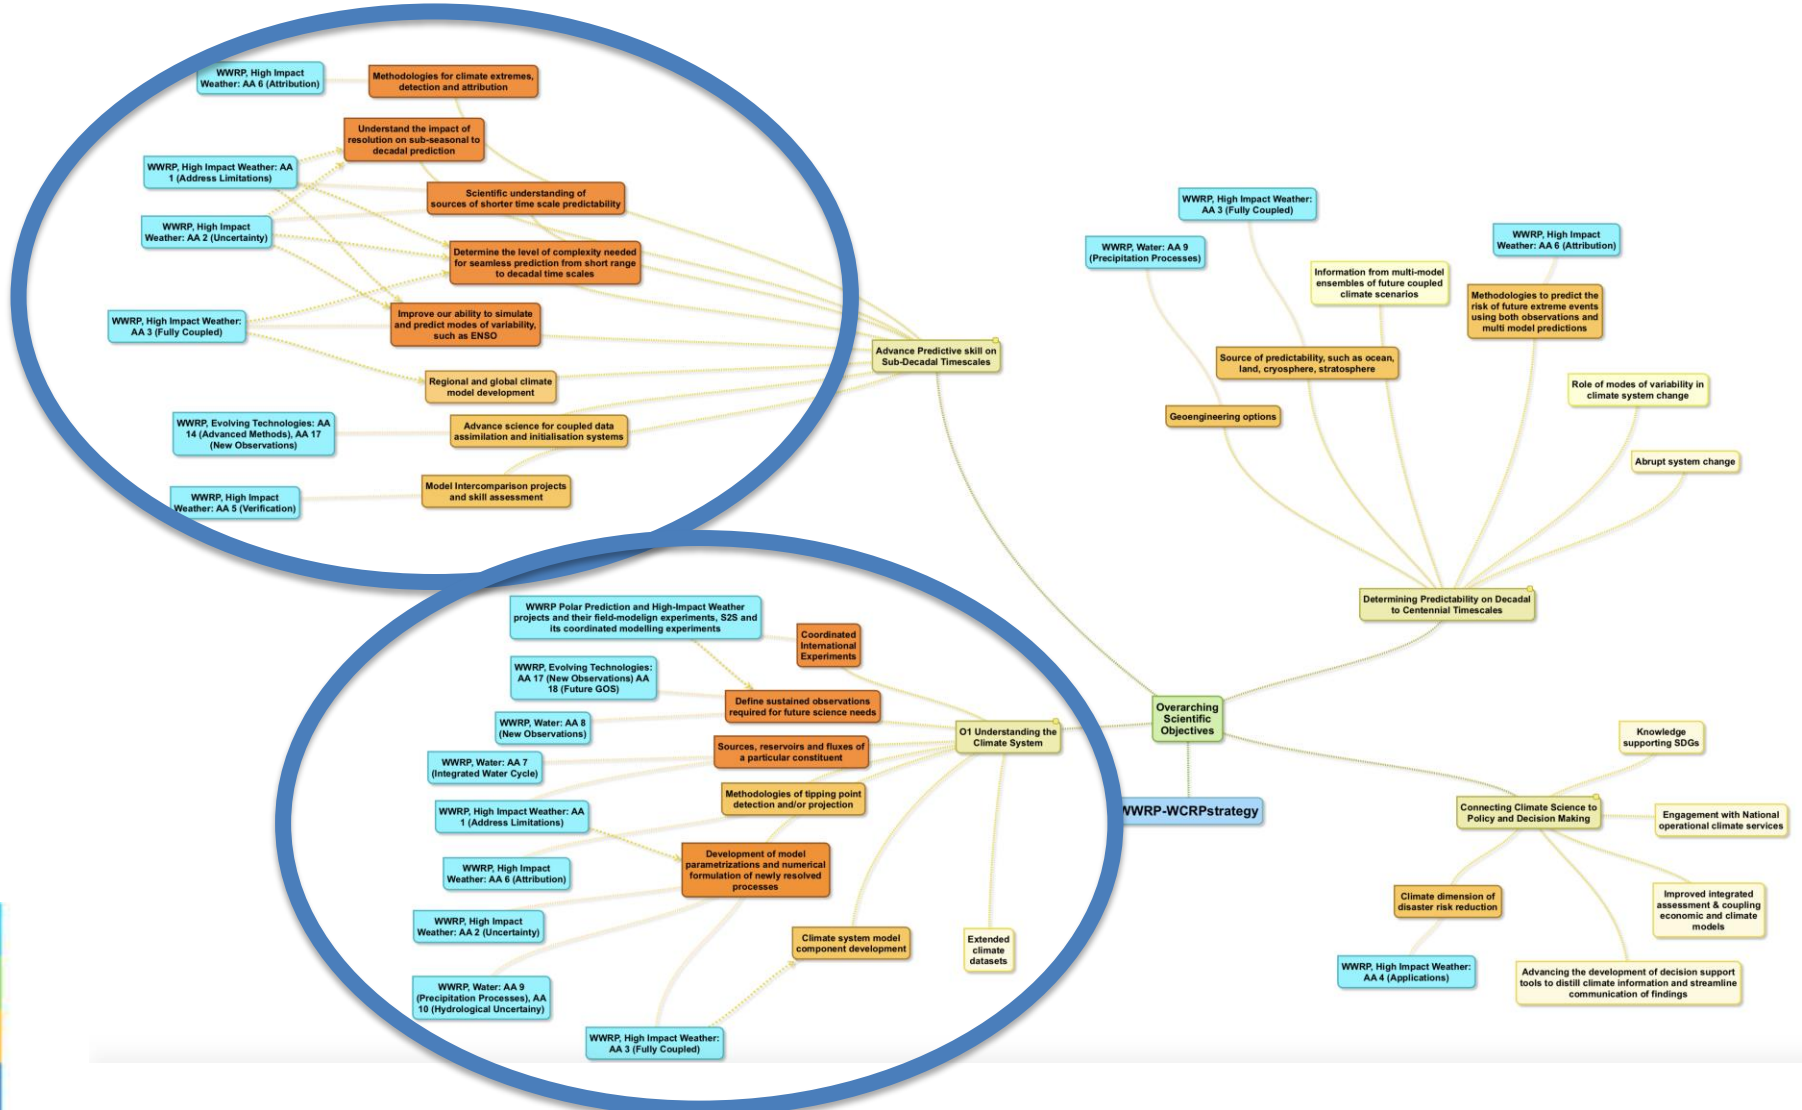 WWRP, High Impact
Weather: AA 6 (Attribution)
Methodologies for climate extremes,
detection and attribution
Understand the impact of
resolution on sub-seasonal to
decadal prediction
WWRP, High Impact Weather: AA
1 (Address Limitations)
Scientific understanding of
sources of shorter time scale predictability
WWRP, High Impact
Weather: AA 2 (Uncertainty)
Determine the level of complexity needed
for seamless prediction from short range
to decadal time scales
WWRP, High Impact Weather:
AA 3 (Fully Coupled)
Improve our ability to simulate
and predict modes of variability,
such as ENSO
Advance Predictive skill on
Sub-Decadal Timescales
Regional and global climate
model development
WWRP, Evolving Technologies: AA
14 (Advanced Methods), AA 17
(New Observations)
Advance science for coupled data
assimilation and initialisation systems
Model Intercomparison projects
and skill assessment
WWRP, High Impact
Weather: AA 5 (Verification)
WWRP, High Impact Weather:
AA 3 (Fully Coupled)
WWRP, Water: AA 9
(Precipitation Processes)
WWRP, High Impact
Weather: AA 6 (Attribution)
Information from multi-model
ensembles of future coupled
climate scenarios
Methodologies to predict the
risk of future extreme events
using both observations and
multi model predictions
Source of predictability, such as ocean,
land, cryosphere, stratosphere
Role of modes of variability in
climate system change
Geoengineering options
Abrupt system change
Determining Predictability on Decadal
to Centennial Timescales
WWRP Polar Prediction and High-Impact Weather
projects and their field-modelign experiments, S2S and
its coordinated modelling experiments
Coordinated
International
Experiments
WWRP, Evolving Technologies:
AA 17 (New Observations) AA
18 (Future GOS)
Define sustained observations
required for future science needs
WWRP, Water: AA 8
(New Observations)
O1 Understanding the
Climate System
Overarching
Scientific
Objectives
Sources, reservoirs and fluxes of
a particular constituent
WWRP, Water: AA 7
(Integrated Water Cycle)
Methodologies of tipping point
detection and/or projection
WWRP, High Impact Weather: AA
1 (Address Limitations)
WWRP-WCRPstrategy
Development of model
parametrizations and numerical
formulation of newly resolved
processes
WWRP, High Impact
Weather: AA 6 (Attribution)
WWRP, High Impact
Weather: AA 2 (Uncertainty)
Climate system model
component development
Extended
climate
datasets
WWRP, Water: AA 9
(Precipitation Processes), AA
10 (Hydrological Uncertainy)
WWRP, High Impact Weather:
AA 3 (Fully Coupled)
Knowledge
supporting SDGs
Connecting Climate Science to
Policy and Decision Making
Engagement with National
operational climate services
Climate dimension of
disaster risk reduction
Improved integrated
assessment & coupling
economic and climate
models
WWRP, High Impact Weather:
AA 4 (Applications)
Advancing the development of decision support
tools to distill climate information and streamline
communication of findings